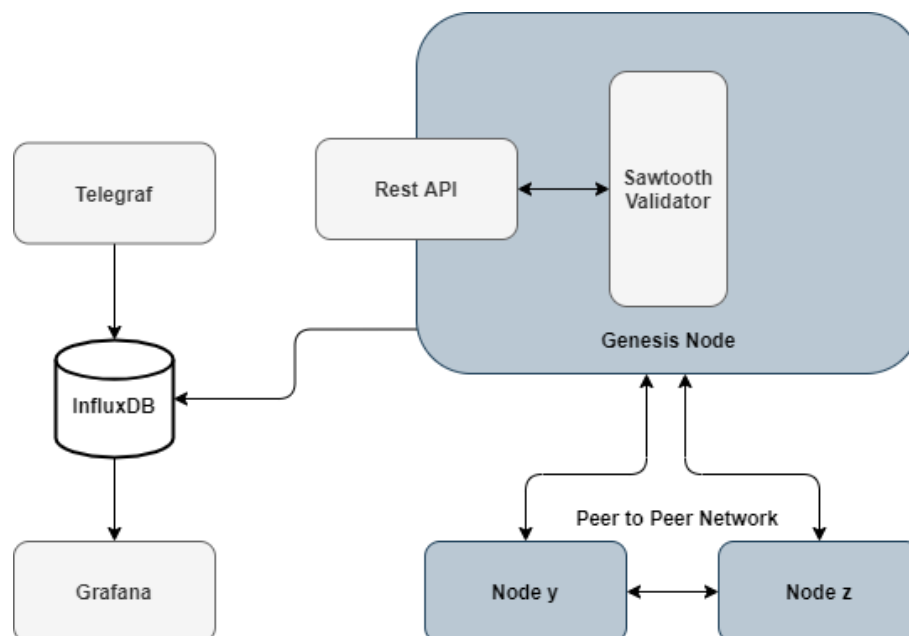 Telegraf
Rest API
Sawtooth
Validator
Genesis Node
InfluxDB
Peer to Peer Network
Grafana
Node y
Node z